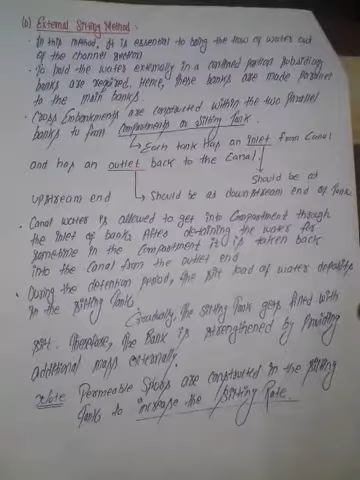 (b) External Silting Method:-
• In this method, It is essential to bring the flow of water out
of the channel section
• To hold the water externally in a confined portion subsidiary
banks are required, Hence, these banks are made parallel
to the main banks.
• Cross Embankments are constructed within the two parallel
banks to form Compartments or silting Tank.
Each tank has an inlet from Canal
and has an outlet back to the Canal
Should be at
upstream end
Should be at downstream end of Tank
• Canal water is allowed to get into Compartment through
the inlet of bank. After detaining the water for
sometime in the Compartment it is taken back
into the Canal from the outlet end
• During the detention period, the silt load of water deposits
in the silting tank
Gradually, the silting Tank gets filled with
silt. Therefore, the Bank is strengthened by providing
additional mass externally.
Note Permeable Spurs are constructed in the silting
Tank to increase the silting Rate.